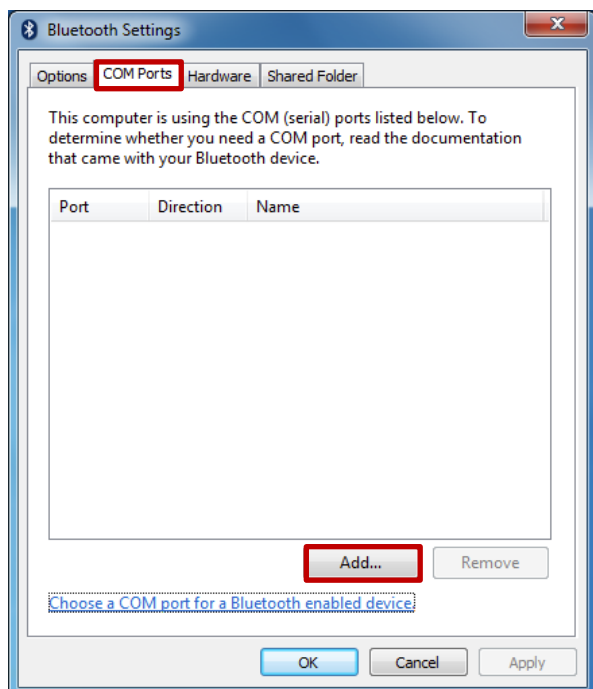 Bluetooth Settings
Options COM Ports Hardware Shared Folder
This computer is using the COM (serial) ports listed below. To
determine whether you need a COM port, read the documentation
that came with your Bluetooth device.
Port Direction Name
Add... Remove
Choose a COM port for a Bluetooth enabled device.
OK Cancel Apply